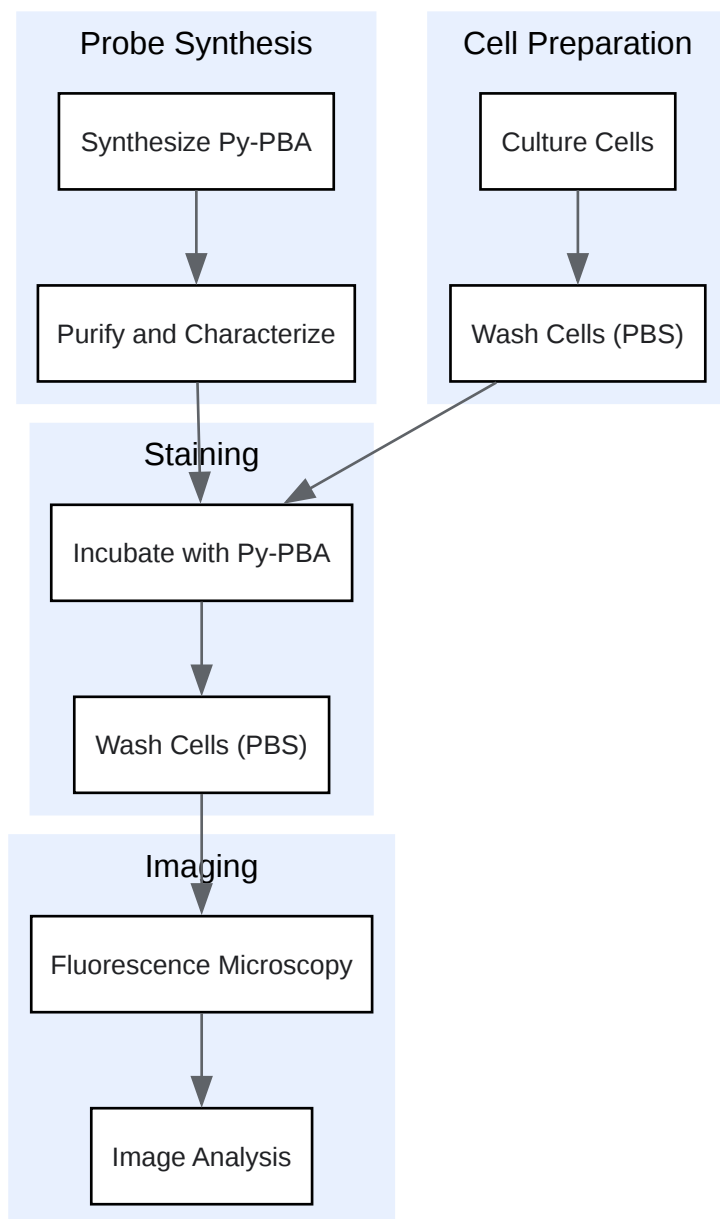 Probe Synthesis
Synthesize Py-PBA
Purify and Characterize
Cell Preparation
Culture Cells
Wash Cells (PBS)
Staining
Incubate with Py-PBA
Wash Cells (PBS)
Imaging
Fluorescence Microscopy
Image Analysis